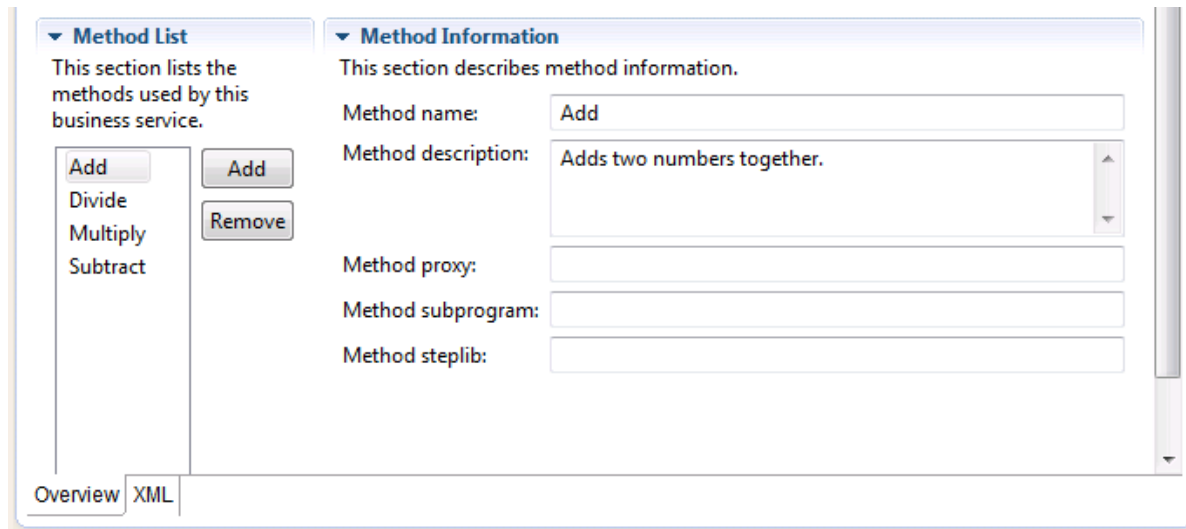 Method List
This section lists the
methods used by this
business service.
Add
Divide
Multiply
Subtract
Add
Remove
Method Information
This section describes method information.
Method name: Add
Method description: Adds two numbers together.
Method proxy:
Method subprogram:
Method steplib:
Overview XML